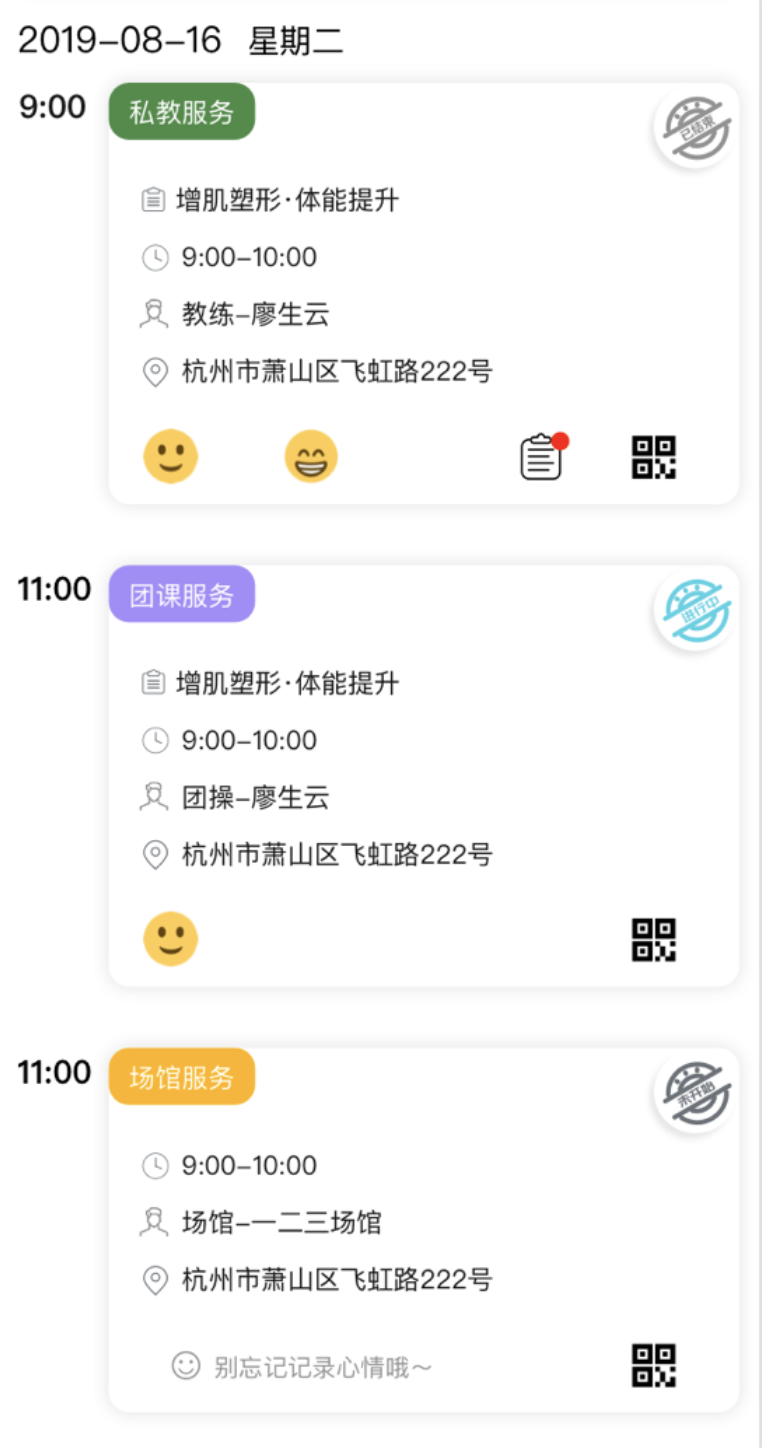 2019-08-16 星期二
9:00
私教服务
已结束
增肌塑形·体能提升
9:00-10:00
教练-廖生云
杭州市萧山区飞虹路222号
11:00
团课服务
进行中
增肌塑形·体能提升
9:00-10:00
团操-廖生云
杭州市萧山区飞虹路222号
11:00
场馆服务
未开始
9:00-10:00
场馆-一二三场馆
杭州市萧山区飞虹路222号
别忘记记录心情哦～